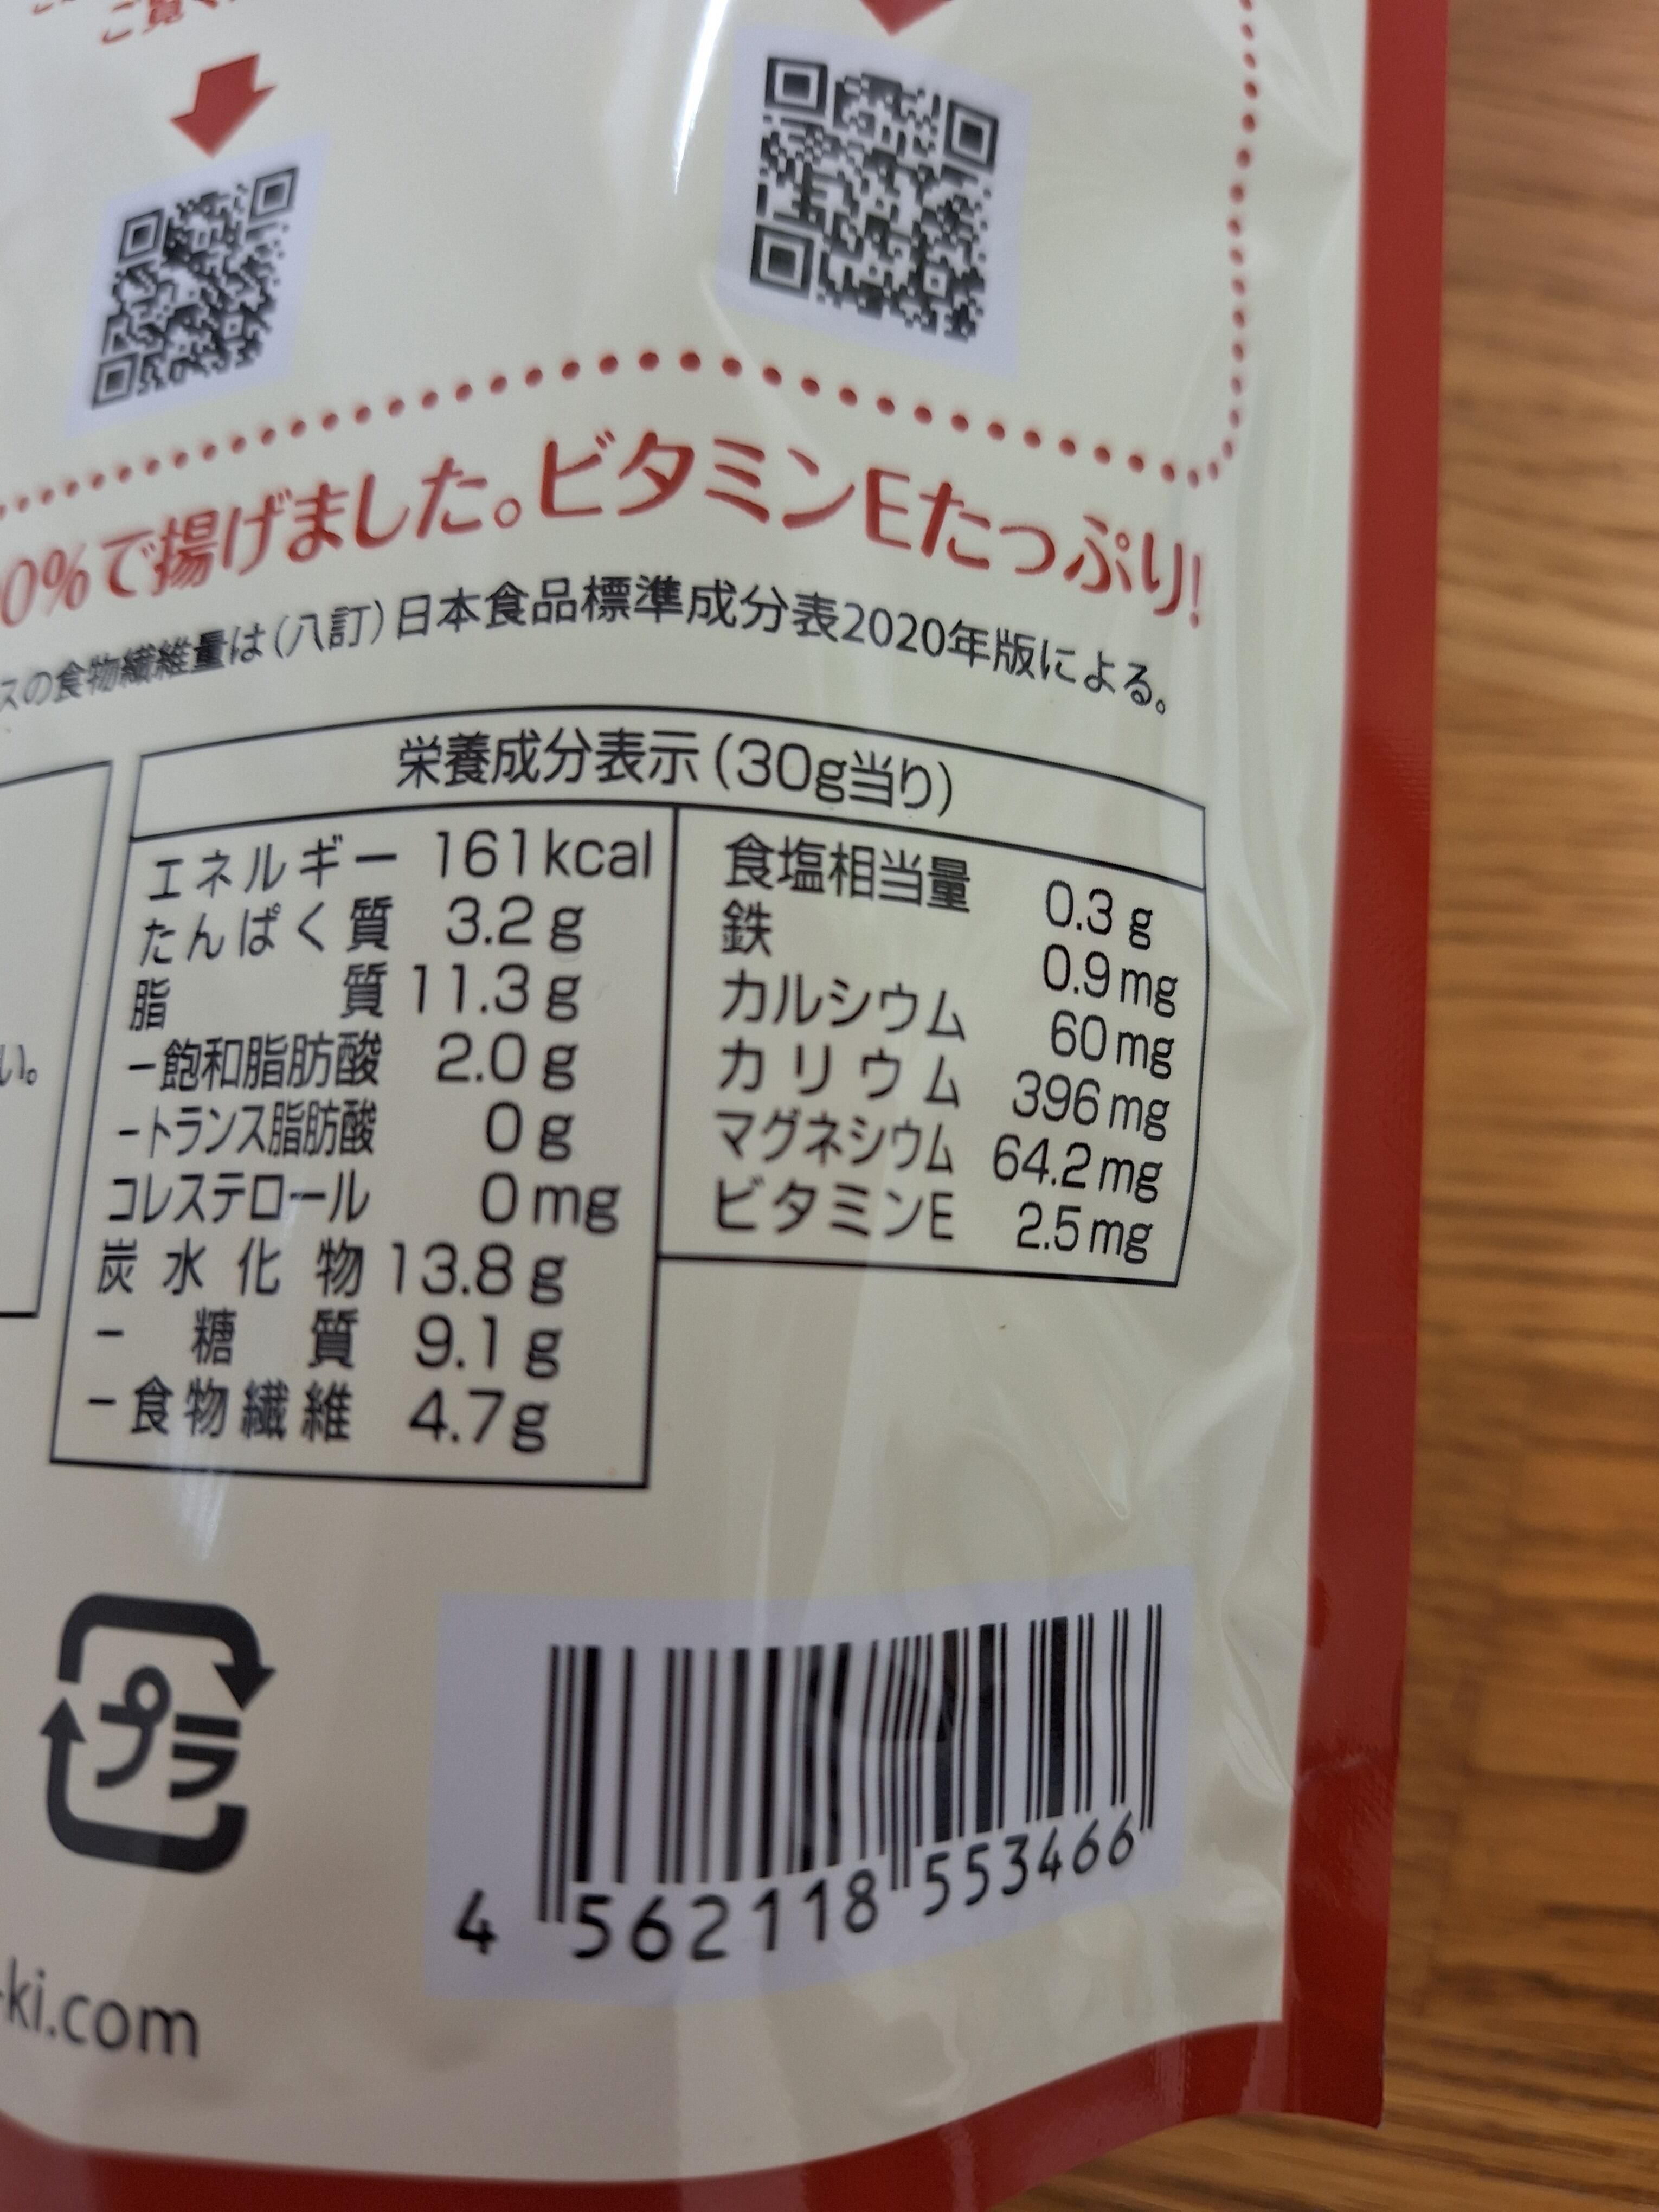 ご覧く
0%で揚げました。ビタミンEたっぷり!
スの食物繊維量は(八訂)日本食品標準成分表2020年版による。
栄養成分表示(30g当り)
エネルギー 161kcal
たんぱく質 3.2g
脂質 11.3g
-飽和脂肪酸 2.0g
-トランス脂肪酸 0g
コレステロール 0mg
炭水化物 13.8g
-糖質 9.1g
-食物繊維 4.7g
食塩相当量 0.3g
鉄 0.9mg
カルシウム 60mg
カリウム 396mg
マグネシウム 64.2mg
ビタミンE 2.5mg
い。
プラ
4 562118 553466
-ki.com